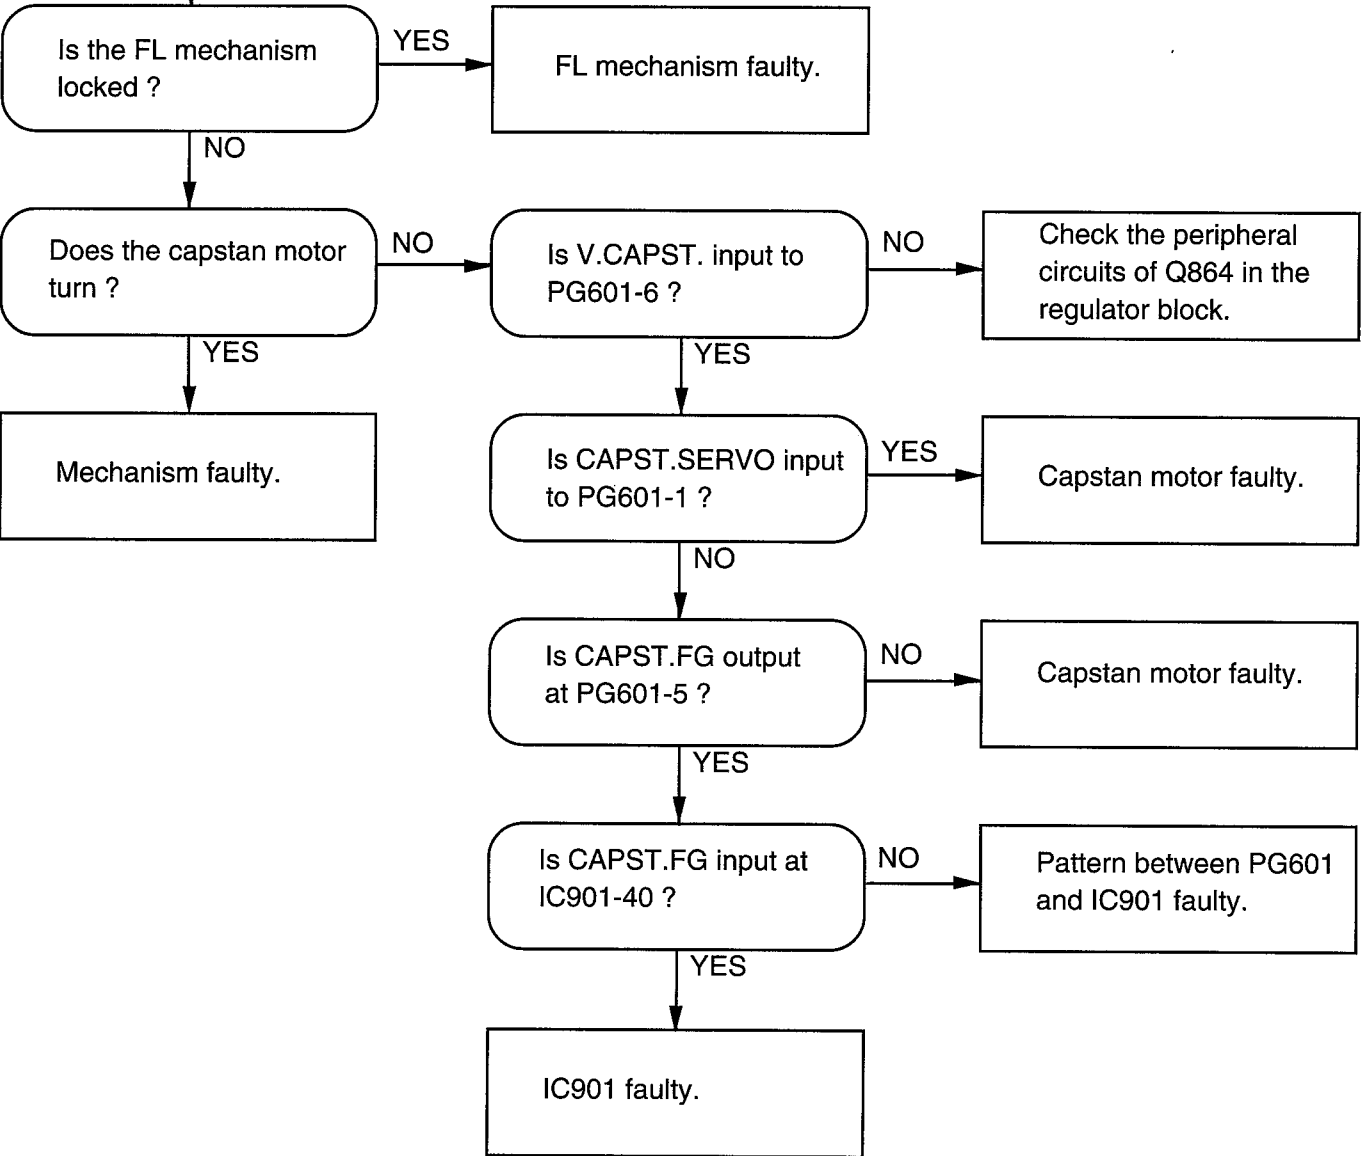 Is the FL mechanism
locked ?
YES
FL mechanism faulty.
NO
Does the capstan motor
turn ?
NO
Is V.CAPST. input to
PG601-6 ?
NO
Check the peripheral
circuits of Q864 in the
regulator block.
YES
YES
Mechanism faulty.
Is CAPST.SERVO input
to PG601-1 ?
YES
Capstan motor faulty.
NO
Is CAPST.FG output
at PG601-5 ?
NO
Capstan motor faulty.
YES
Is CAPST.FG input at
IC901-40 ?
NO
Pattern between PG601
and IC901 faulty.
YES
IC901 faulty.